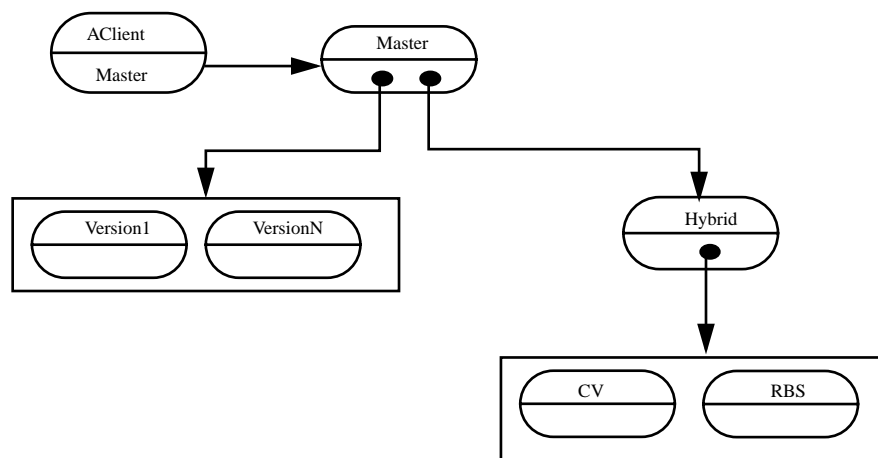 AClient
Master
Master
Version1
VersionN
Hybrid
CV
RBS